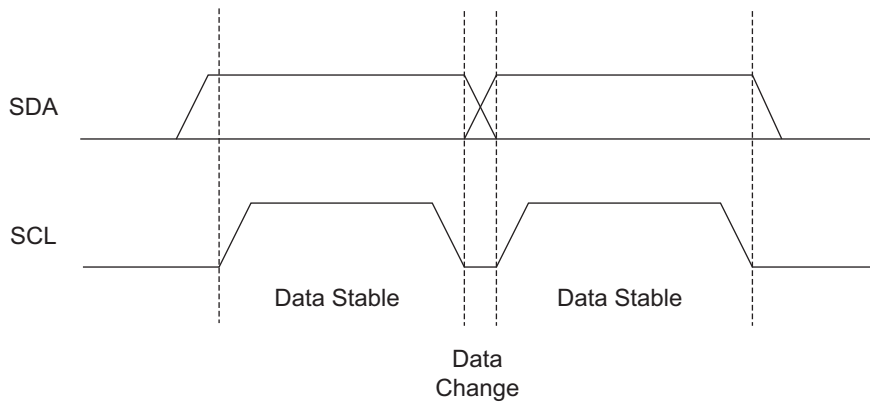 SDA
SCL
Data Stable
Data Stable
Data
Change